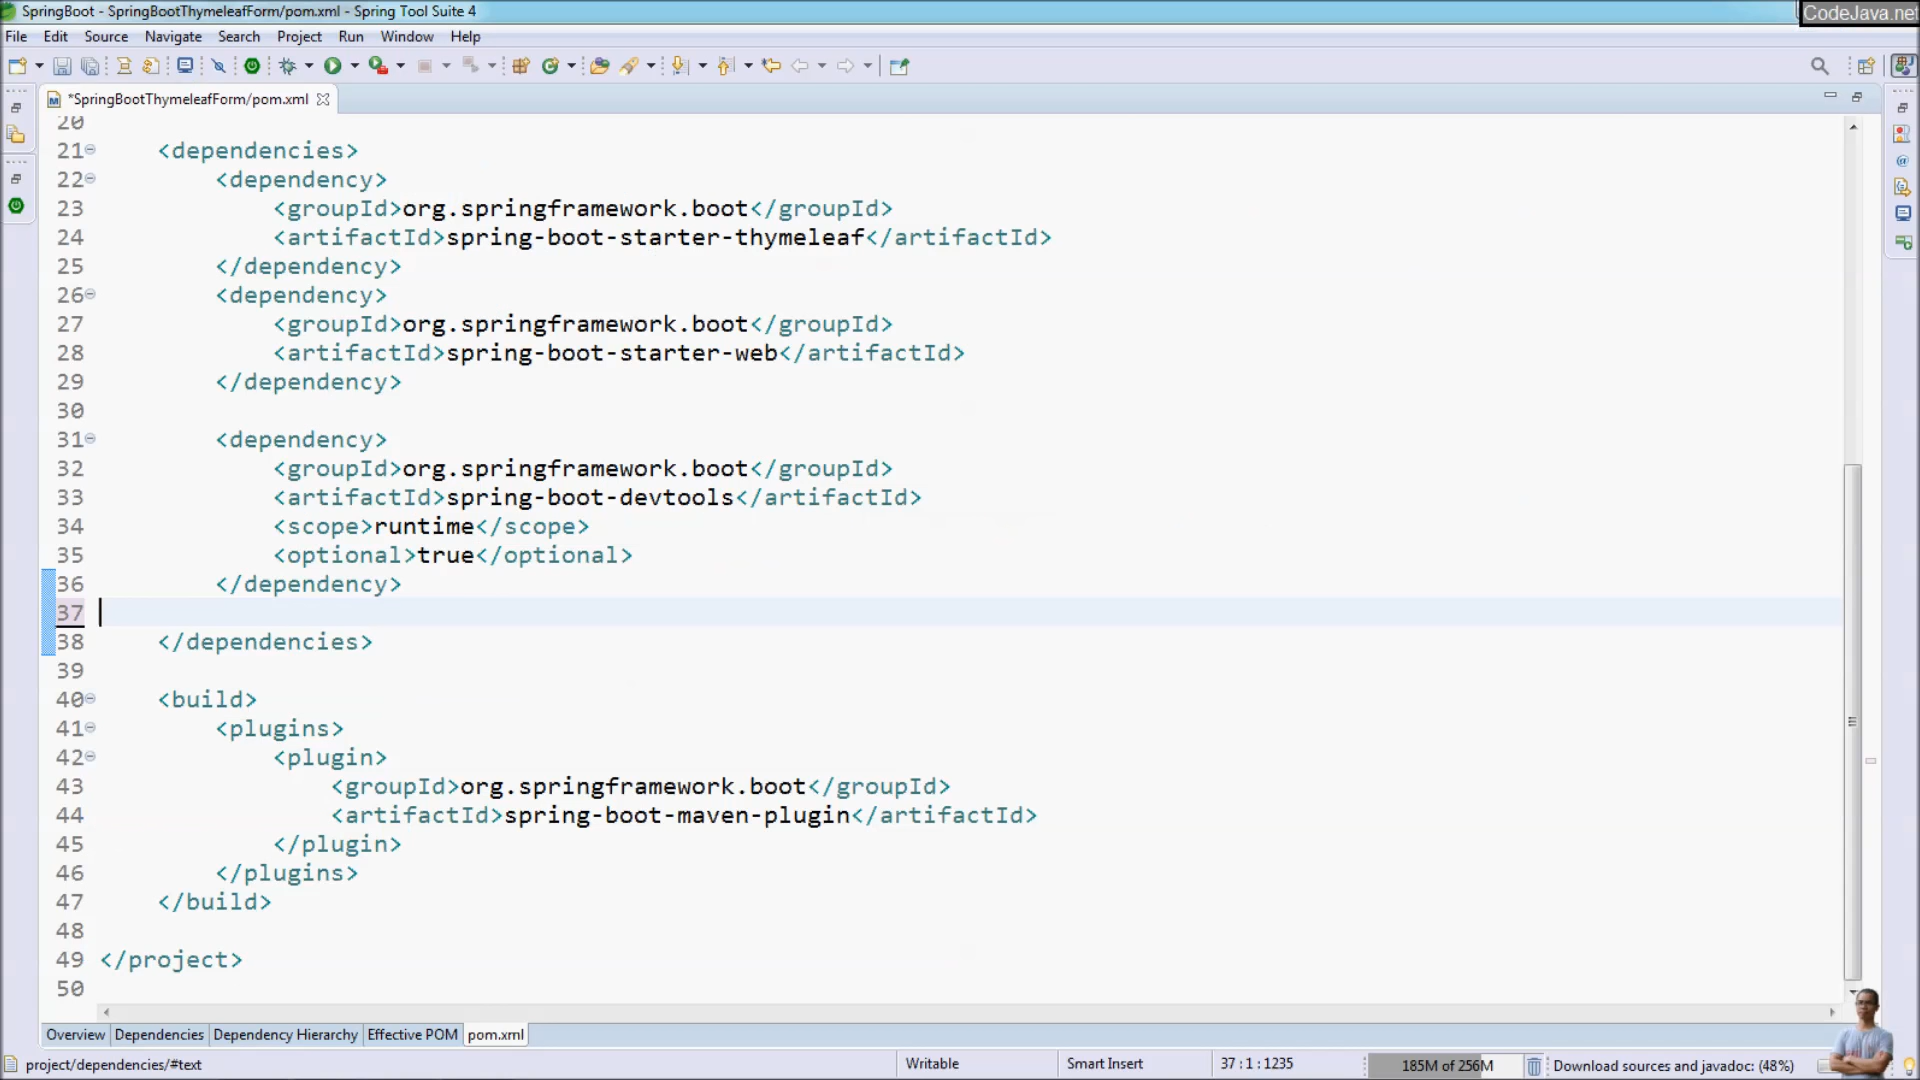 SpringBoot - SpringBootThymeleafForm/pom.xml - Spring Tool Suite 4
CodeJava.net
File Edit Source Navigate Search Project Run Window Help
*SpringBootThymeleafForm/pom.xml
20
21 <dependencies>
22 <dependency>
23 <groupId>org.springframework.boot</groupId>
24 <artifactId>spring-boot-starter-thymeleaf</artifactId>
25 </dependency>
26 <dependency>
27 <groupId>org.springframework.boot</groupId>
28 <artifactId>spring-boot-starter-web</artifactId>
29 </dependency>
30
31 <dependency>
32 <groupId>org.springframework.boot</groupId>
33 <artifactId>spring-boot-devtools</artifactId>
34 <scope>runtime</scope>
35 <optional>true</optional>
36 </dependency>
37
38 </dependencies>
39
40 <build>
41 <plugins>
42 <plugin>
43 <groupId>org.springframework.boot</groupId>
44 <artifactId>spring-boot-maven-plugin</artifactId>
45 </plugin>
46 </plugins>
47 </build>
48
49 </project>
50
Overview Dependencies Dependency Hierarchy Effective POM pom.xml
project/dependencies/#text Writable Smart Insert 37 : 1 : 1235 185M of 256M Download sources and javadoc: (48%)